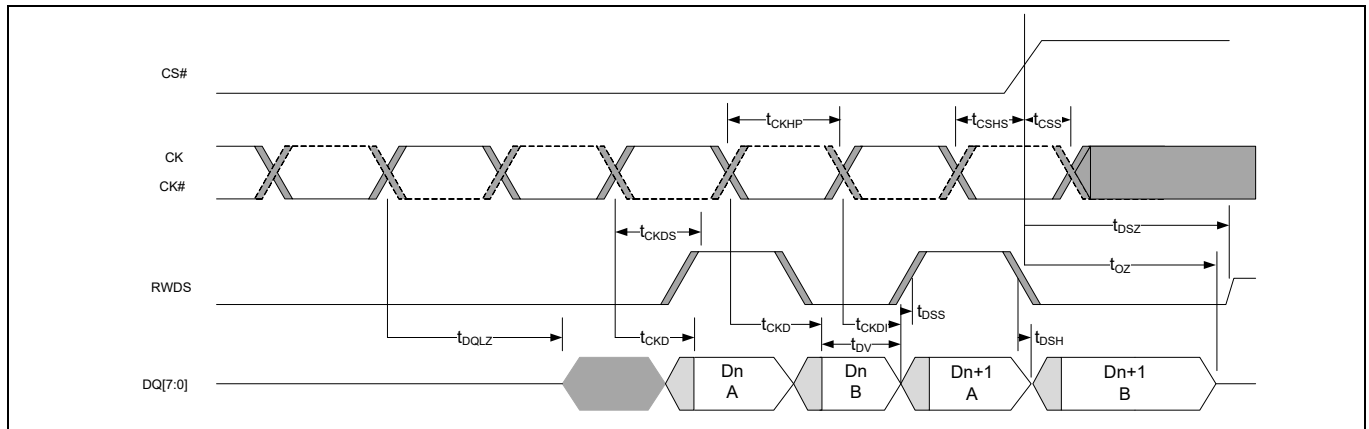 CS#
tCKHP
tCSHS
tCSS
CK
CK#
tCKDS
tDSZ
tOZ
RWDS
tDSS
tDQLZ
tCKD
tCKD
tCKDI
tDV
tDSH
DQ[7:0]
Dn
A
Dn
B
Dn+1
A
Dn+1
B